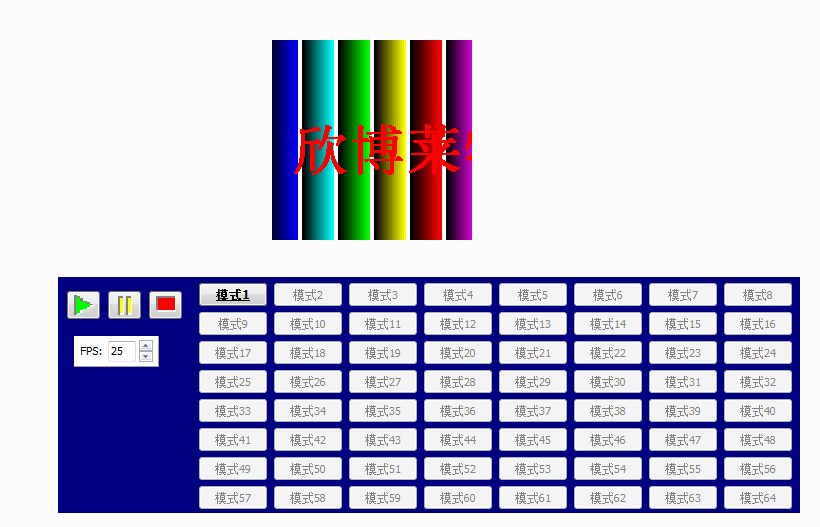 欣博莱
模式1 模式2 模式3 模式4 模式5 模式6 模式7 模式8
模式9 模式10 模式11 模式12 模式13 模式14 模式15 模式16
FPS: 25
模式17 模式18 模式19 模式20 模式21 模式22 模式23 模式24
模式25 模式26 模式27 模式28 模式29 模式30 模式31 模式32
模式33 模式34 模式35 模式36 模式37 模式38 模式39 模式40
模式41 模式42 模式43 模式44 模式45 模式46 模式47 模式48
模式49 模式50 模式51 模式52 模式53 模式54 模式55 模式56
模式57 模式58 模式59 模式60 模式61 模式62 模式63 模式64